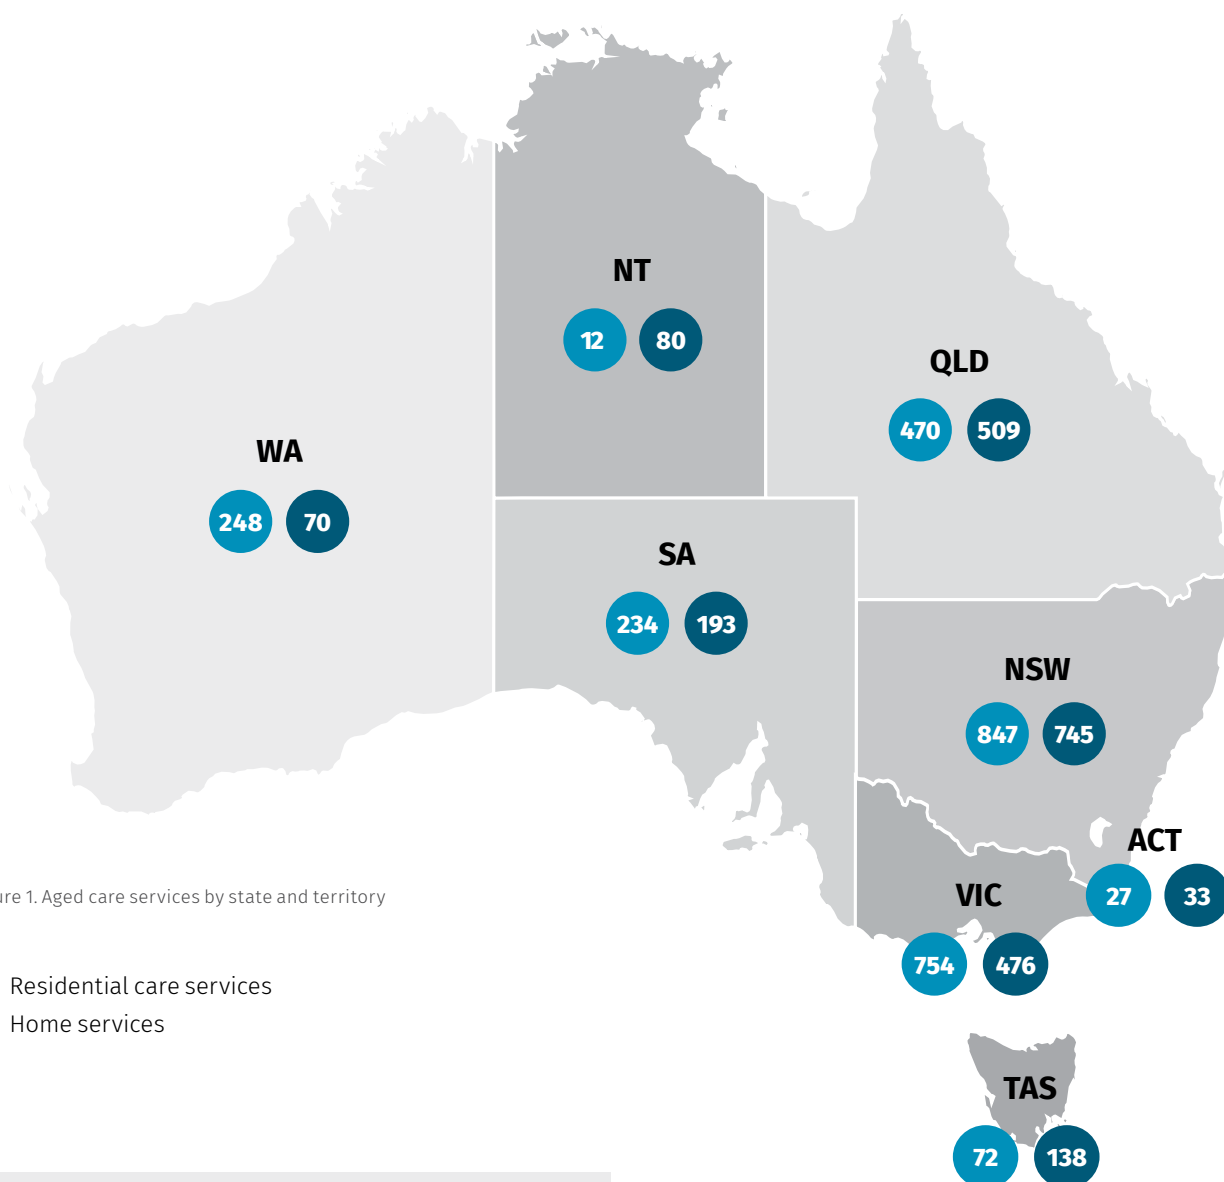 NT
12 80
QLD
470 509
WA
248 70
SA
234 193
NSW
847 745
ACT
27 33
VIC
754 476
ure 1. Aged care services by state and territory
Residential care services
Home services
TAS
72 138